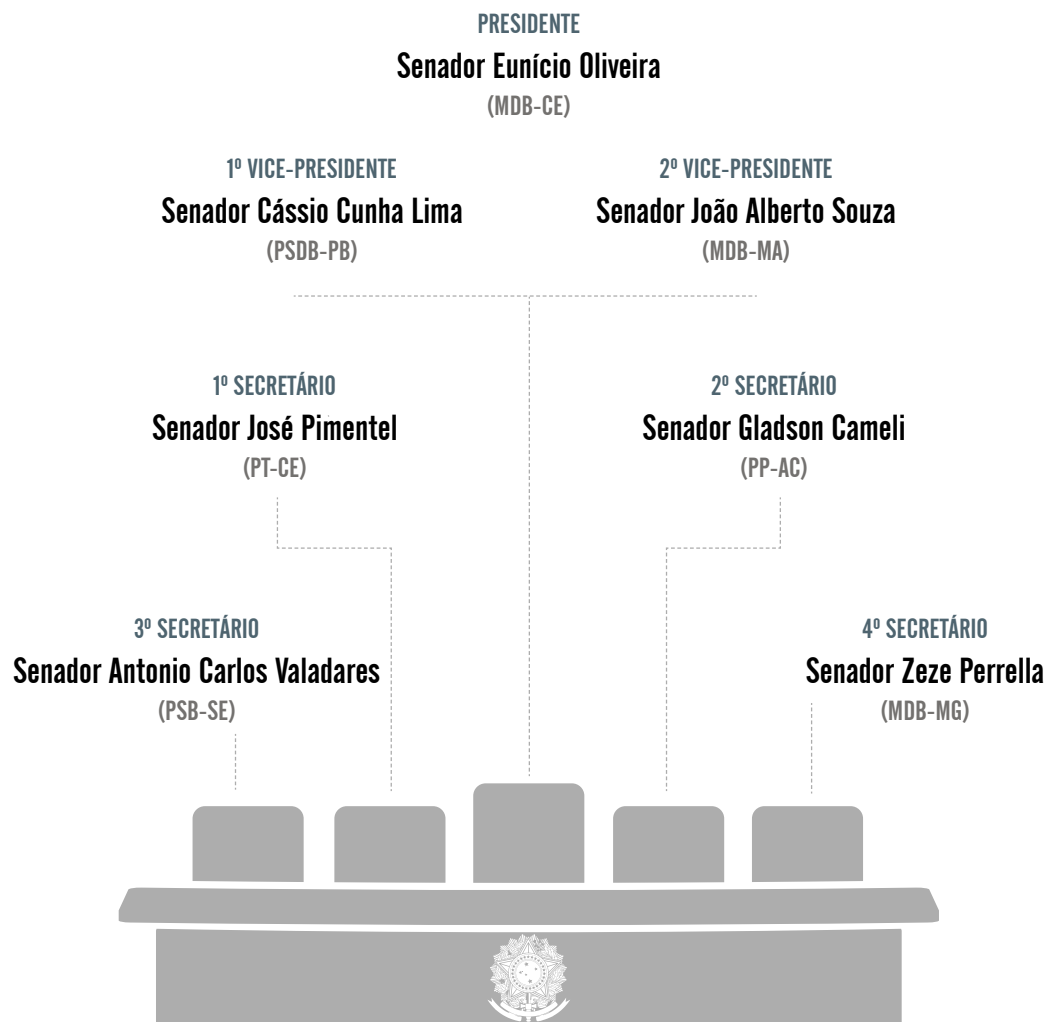 PRESIDENTE
Senador Eunício Oliveira
(MDB-CE)
1º VICE-PRESIDENTE
Senador Cássio Cunha Lima
(PSDB-PB)
2º VICE-PRESIDENTE
Senador João Alberto Souza
(MDB-MA)
1º SECRETÁRIO
Senador José Pimentel
(PT-CE)
2º SECRETÁRIO
Senador Gladson Cameli
(PP-AC)
3º SECRETÁRIO
Senador Antonio Carlos Valadares
(PSB-SE)
4º SECRETÁRIO
Senador Zeze Perrella
(MDB-MG)